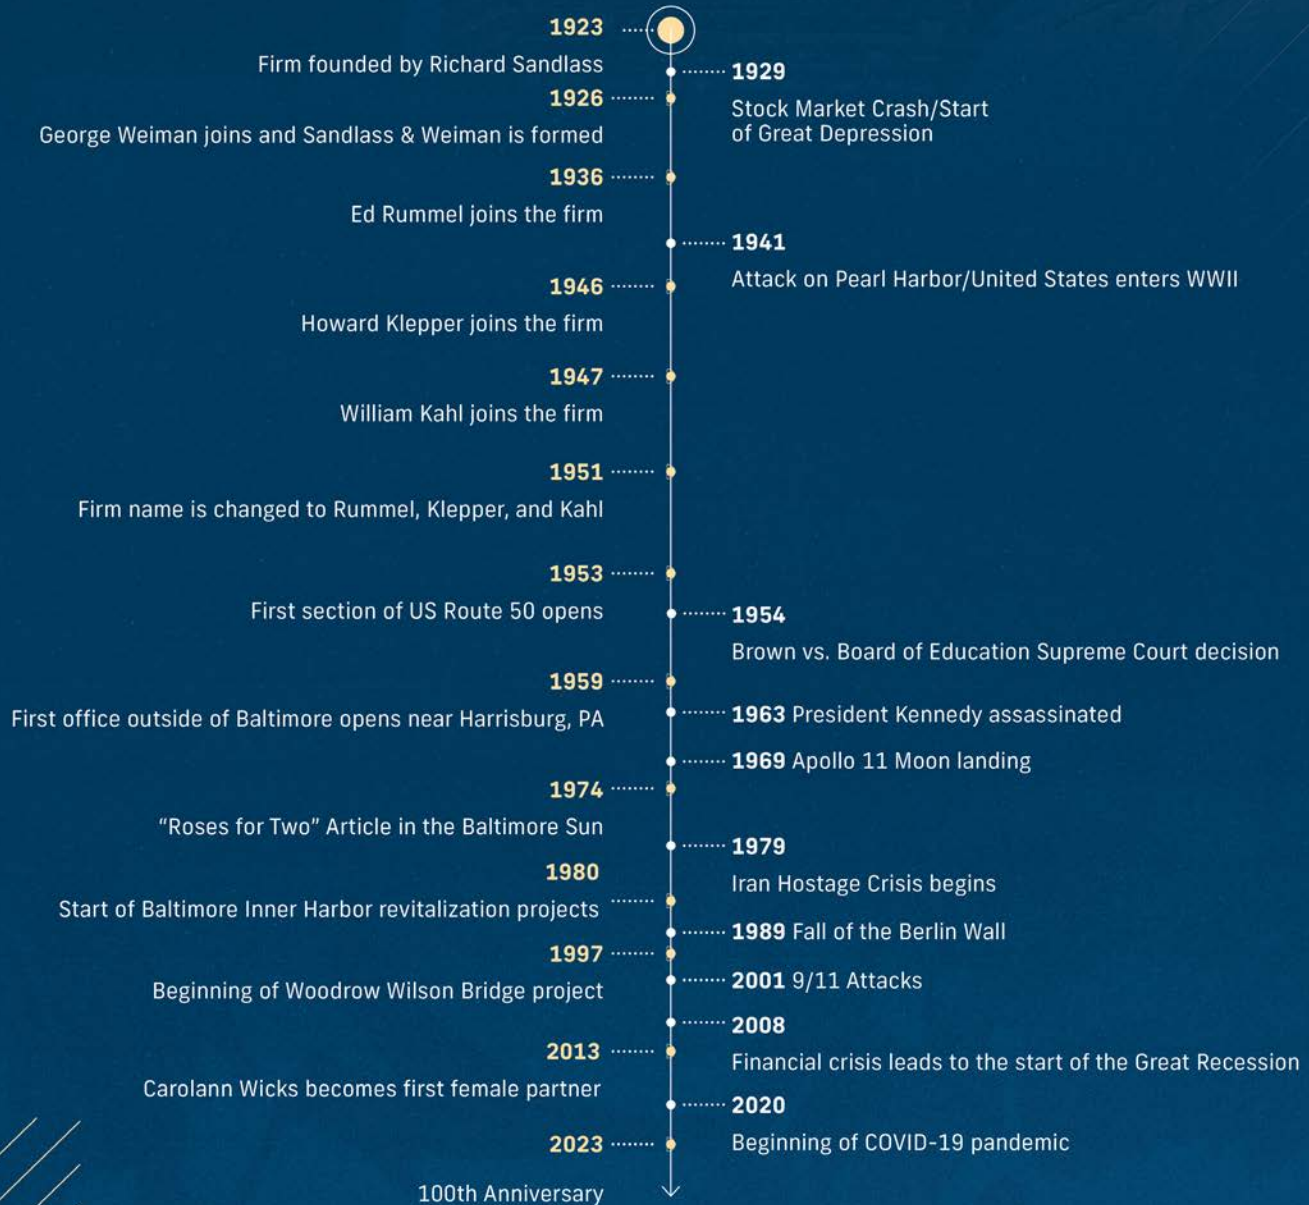 1923
Firm founded by Richard Sandlass
1929
Stock Market Crash/Start
of Great Depression
1926
George Weiman joins and Sandlass & Weiman is formed
1936
Ed Rummel joins the firm
1941
Attack on Pearl Harbor/United States enters WWII
1946
Howard Klepper joins the firm
1947
William Kahl joins the firm
1951
Firm name is changed to Rummel, Klepper, and Kahl
1953
First section of US Route 50 opens
1954
Brown vs. Board of Education Supreme Court decision
1959
First office outside of Baltimore opens near Harrisburg, PA
1963 President Kennedy assassinated
1969 Apollo 11 Moon landing
1974
“Roses for Two” Article in the Baltimore Sun
1979
Iran Hostage Crisis begins
1980
Start of Baltimore Inner Harbor revitalization projects
1989 Fall of the Berlin Wall
1997
Beginning of Woodrow Wilson Bridge project
2001 9/11 Attacks
2008
Financial crisis leads to the start of the Great Recession
2013
Carolann Wicks becomes first female partner
2020
Beginning of COVID-19 pandemic
2023
100th Anniversary